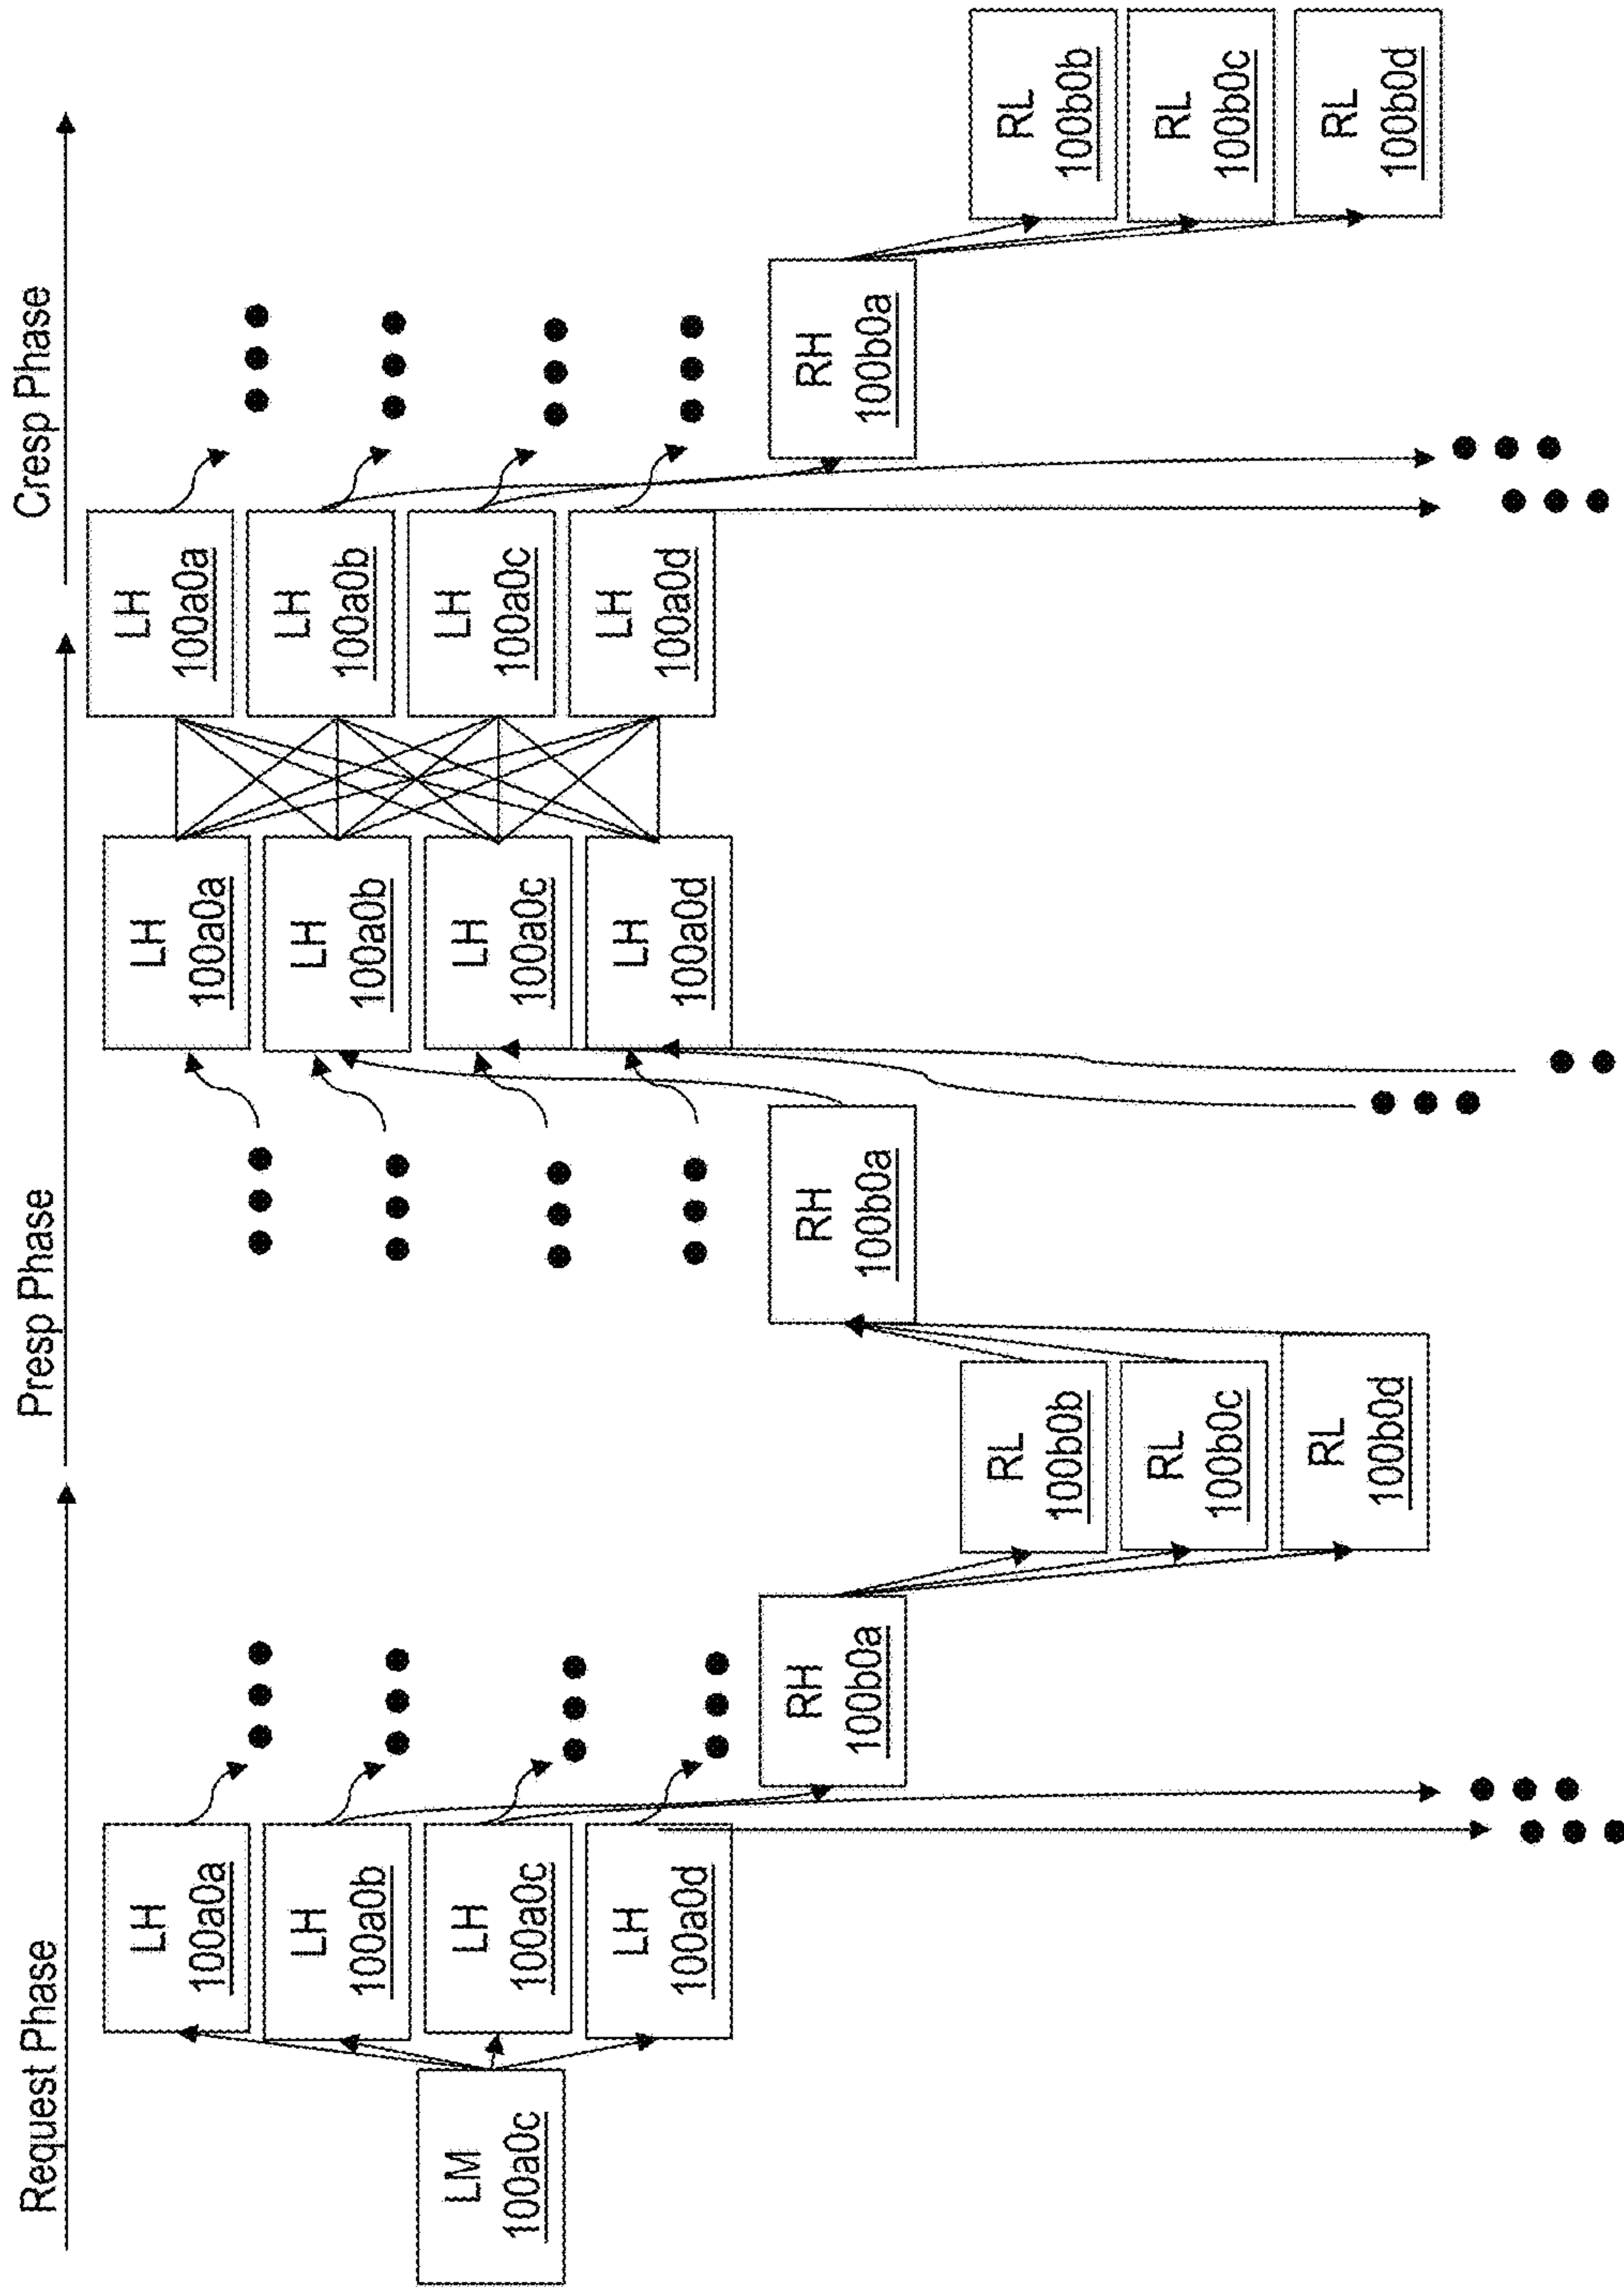 Request Phase
Presp Phase
Cresp Phase
LM
100a0c
LH
100a0a
LH
100a0b
LH
100a0c
LH
100a0d
RH
100b0a
RL
100b0b
RL
100b0c
RL
100b0d
RH
100b0a
LH
100a0a
LH
100a0b
LH
100a0c
LH
100a0d
LH
100a0a
LH
100a0b
LH
100a0c
LH
100a0d
RH
100b0a
RL
100b0b
RL
100b0c
RL
100b0d